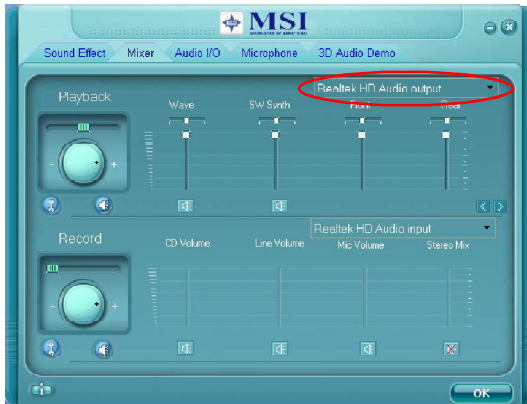 MSI
Sound Effect Mixer Audio I/O Microphone 3D Audio Demo
Realtek HD Audio output
Playback
Wave SW Synth Front Rear
- +
Realtek HD Audio input
Record
CD Volume Line Volume Mic Volume Stereo Mix
- +
OK